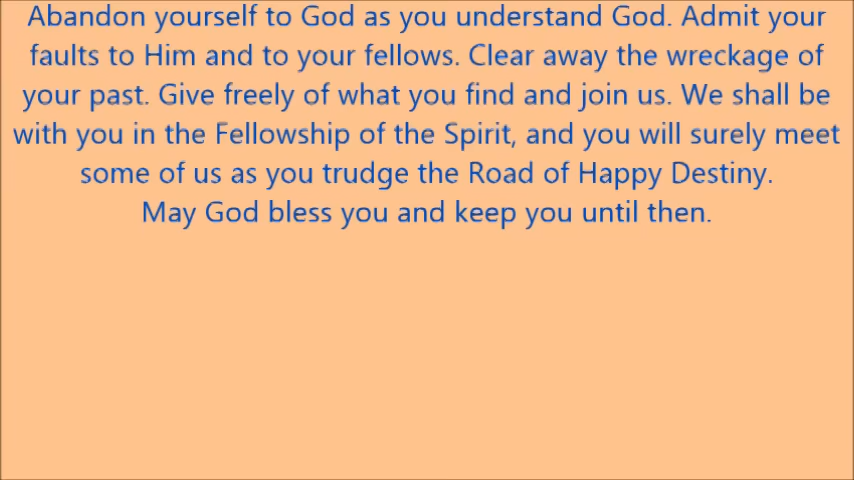 Abandon yourself to God as you understand God. Admit your
faults to Him and to your fellows. Clear away the wreckage of
your past. Give freely of what you find and join us. We shall be
with you in the Fellowship of the Spirit, and you will surely meet
some of us as you trudge the Road of Happy Destiny.
May God bless you and keep you until then.